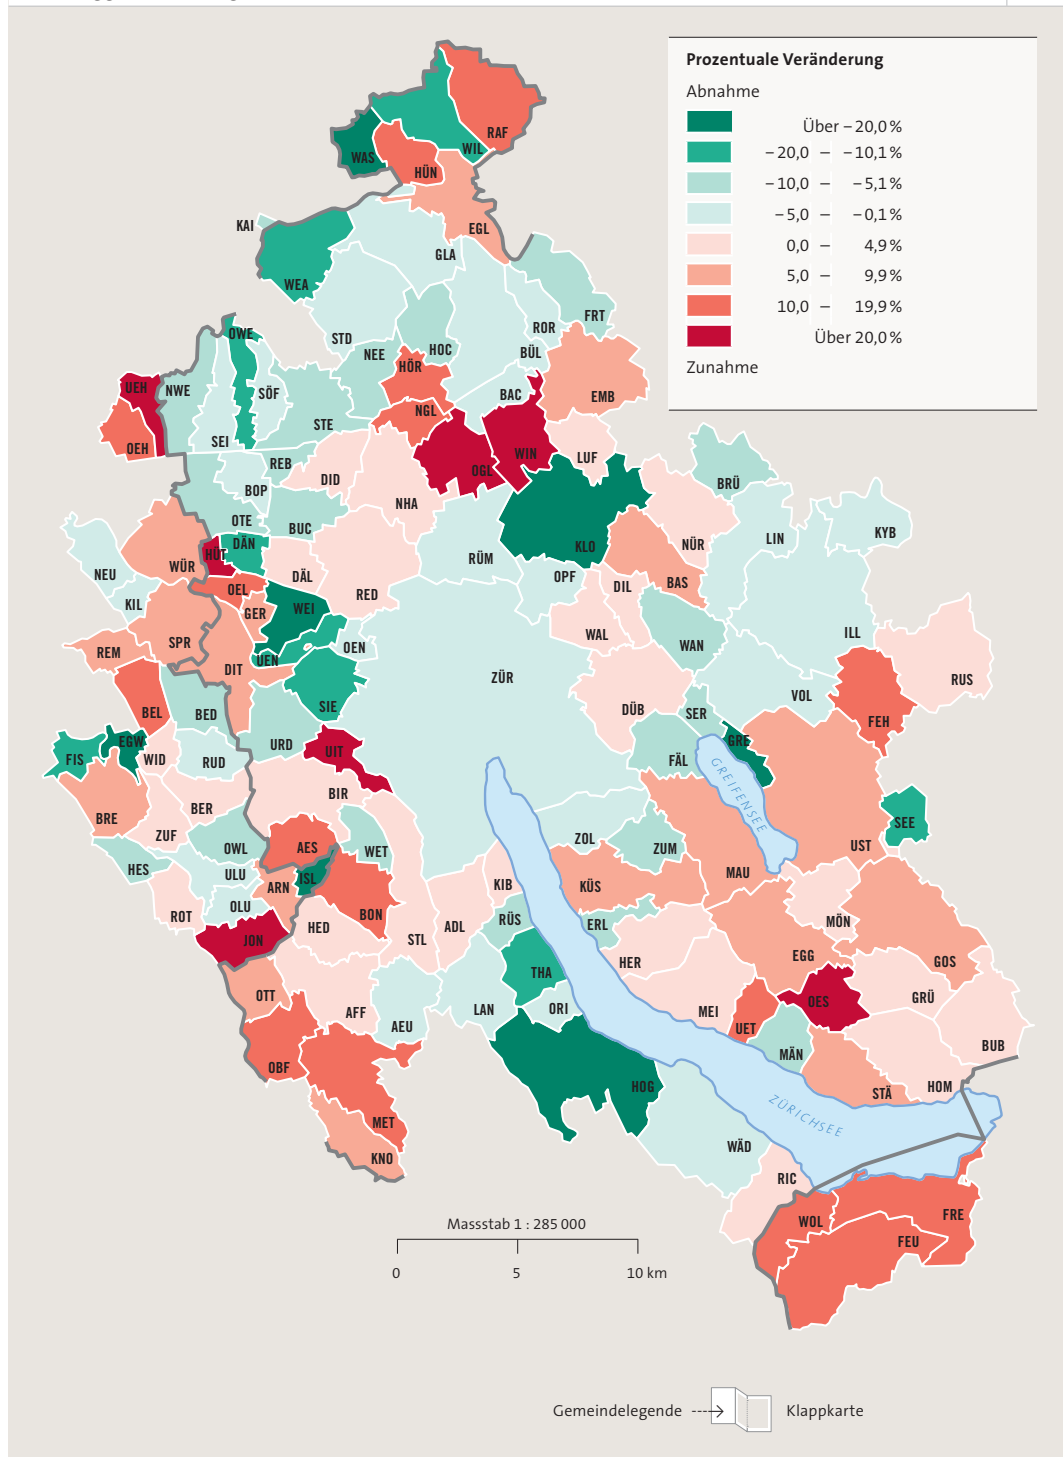 Prozentuale Veränderung
Abnahme
Über –20,0 %
–20,0 – –10,1 %
–10,0 – –5,1 %
–5,0 – –0,1 %
0,0 – 4,9 %
5,0 – 9,9 %
10,0 – 19,9 %
Über 20,0 %
Zunahme
RAF
WIL
WAS
HÜN
KAI
EGL
GLA
WEA
FRT
ROR
OWE
STD
HOC
BÜL
NEE
HÖR
UEH
NWE
SÖF
BAC
EMB
NGL
STE
OEH
SEI
WIN
LUF
REB
OGL
DID
BRÜ
BOP
NHA
OTE
BUC
KYB
LIN
HÜT
DÄN
KLO
NÜR
RÜM
WÜR
NEU
DÄL
OPF
BAS
DIL
OEL
RED
KIL
GER
WEI
WAL
ILL
SPR
OEN
WAN
REM
UEN
DIT
ZÜR
RUS
VOL
SIE
DÜB
BEL
BED
SER
FEH
EGW
URD
UIT
GRE
FIS
WID
RUD
FÄL
GREIFENSEE
BIR
BER
BRE
SEE
ZUF
ZOL
UST
OWL
AES
WET
ZUM
HES
ULU
MAU
ISL
ARN
KÜS
KIB
OLU
ROT
BON
RÜS
MÖN
HED
ERL
ADL
JON
STL
EGG
HER
GOS
THA
OTT
GRÜ
OES
AFF
LAN
ORI
MEI
AEU
UET
BUB
MÄN
OBF
HOG
HOM
STÄ
ZÜRICHSEE
MET
WÄD
KNO
RIC
FRE
WOL
FEU
Massstab 1 : 285 000
0 5 10 km
Gemeindelegende Klappkarte